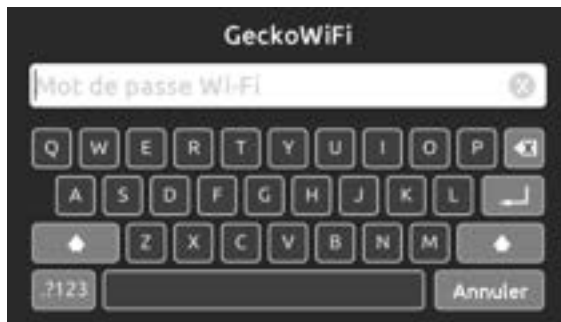 GeckoWiFi
Mot de passe Wi-Fi
Q W E R T Y U I O P
A S D F G H J K L
Z X C V B N M
.?123 Annuler